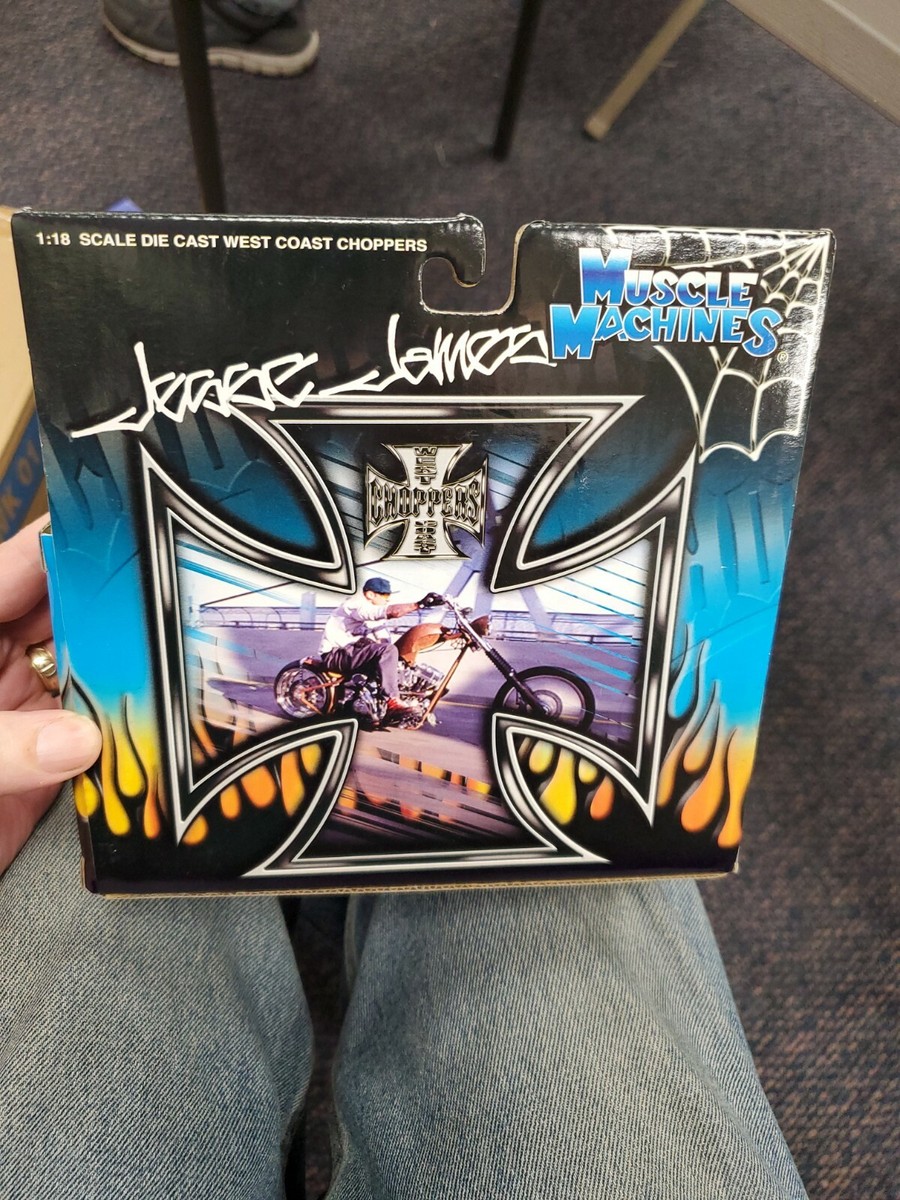 1:18 SCALE DIE CAST WEST COAST CHOPPERS
MUSCLE
MACHINES®
Jesse James
WEST
CHOPPERS
COAST